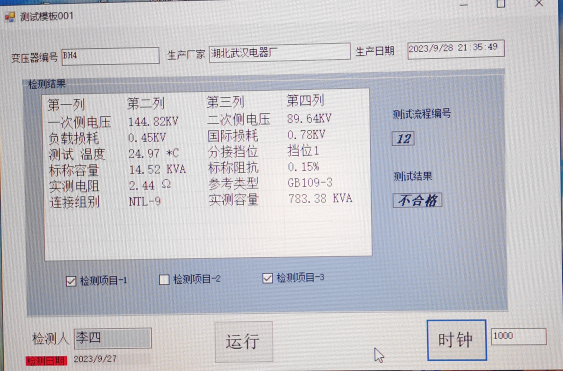 测试模板001
变压器编号 BH4 生产厂家 湖北武汉电器厂 生产日期 2023/9/28 21:35:49
检测结果
第一列 第二列 第三列 第四列
一次侧电压 144.82KV 二次侧电压 89.64KV
负载损耗 0.45KV 国际损耗 0.78KV
测试 温度 24.97 *C 分接挡位 挡位1
标称容量 14.52 KVA 标称阻抗 0.15%
实测电阻 2.44 Ω 参考类型 GB109-3
连接组别 NTL-9 实测容量 783.38 KVA
测试流程编号
12
测试结果
不合格
检测项目-1 检测项目-2 检测项目-3
检测人 李四 运行 时钟 1000
检测日期 2023/9/27